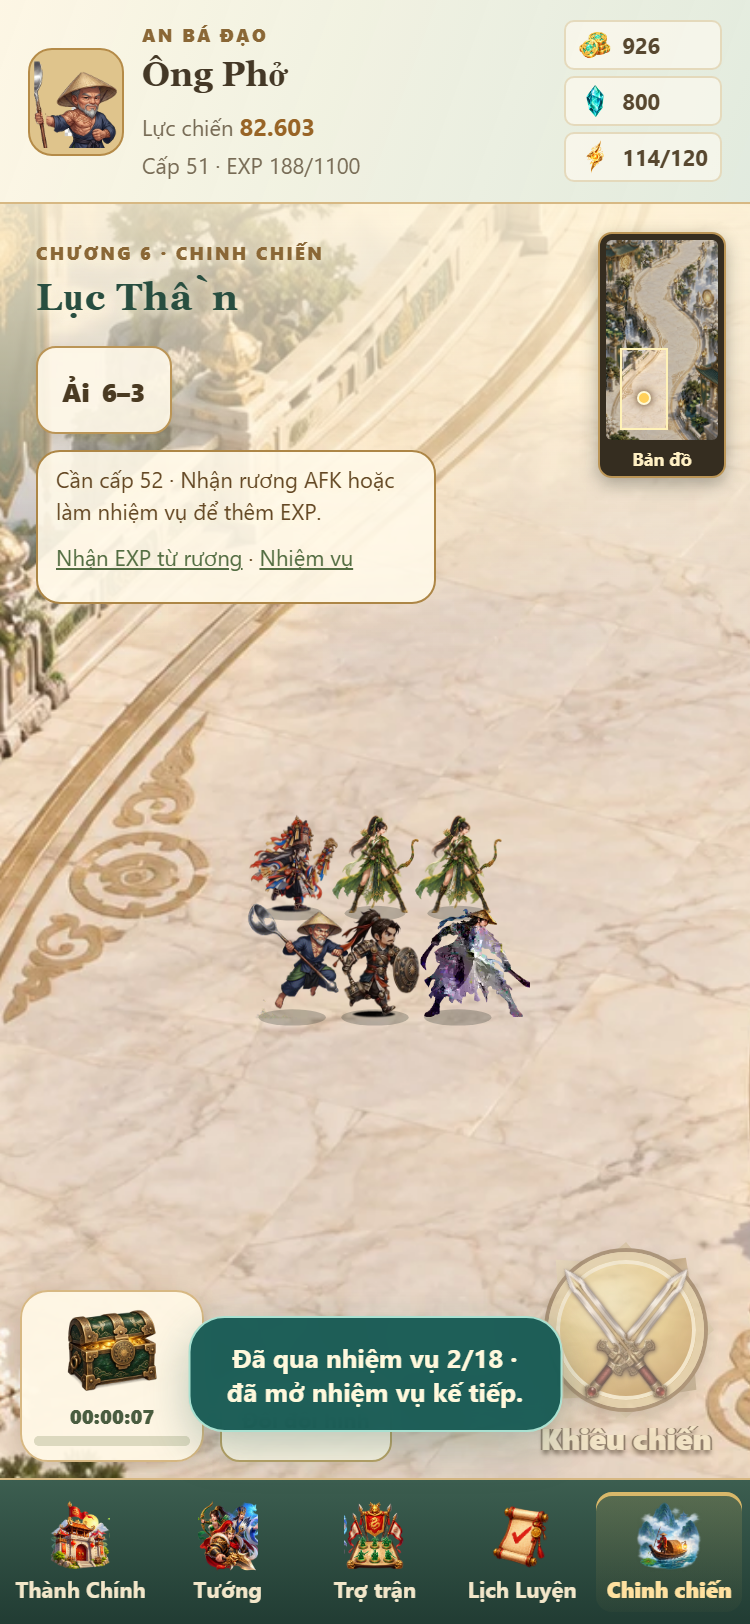 AN BÁ ĐẠO
Ông Phở
Lực chiến 82.603
Cấp 51 · EXP 188/1100
926
800
114/120
CHƯƠNG 6 · CHINH CHIẾN
Lục Thần
Ải 6–3
Cần cấp 52 · Nhận rương AFK hoặc
làm nhiệm vụ để thêm EXP.
Nhận EXP từ rương · Nhiệm vụ
Bản đồ
00:00:07
Đã qua nhiệm vụ 2/18 ·
đã mở nhiệm vụ kế tiếp.
Khiêu chiến
Thành Chính
Tướng
Trợ trận
Lịch Luyện
Chinh chiến